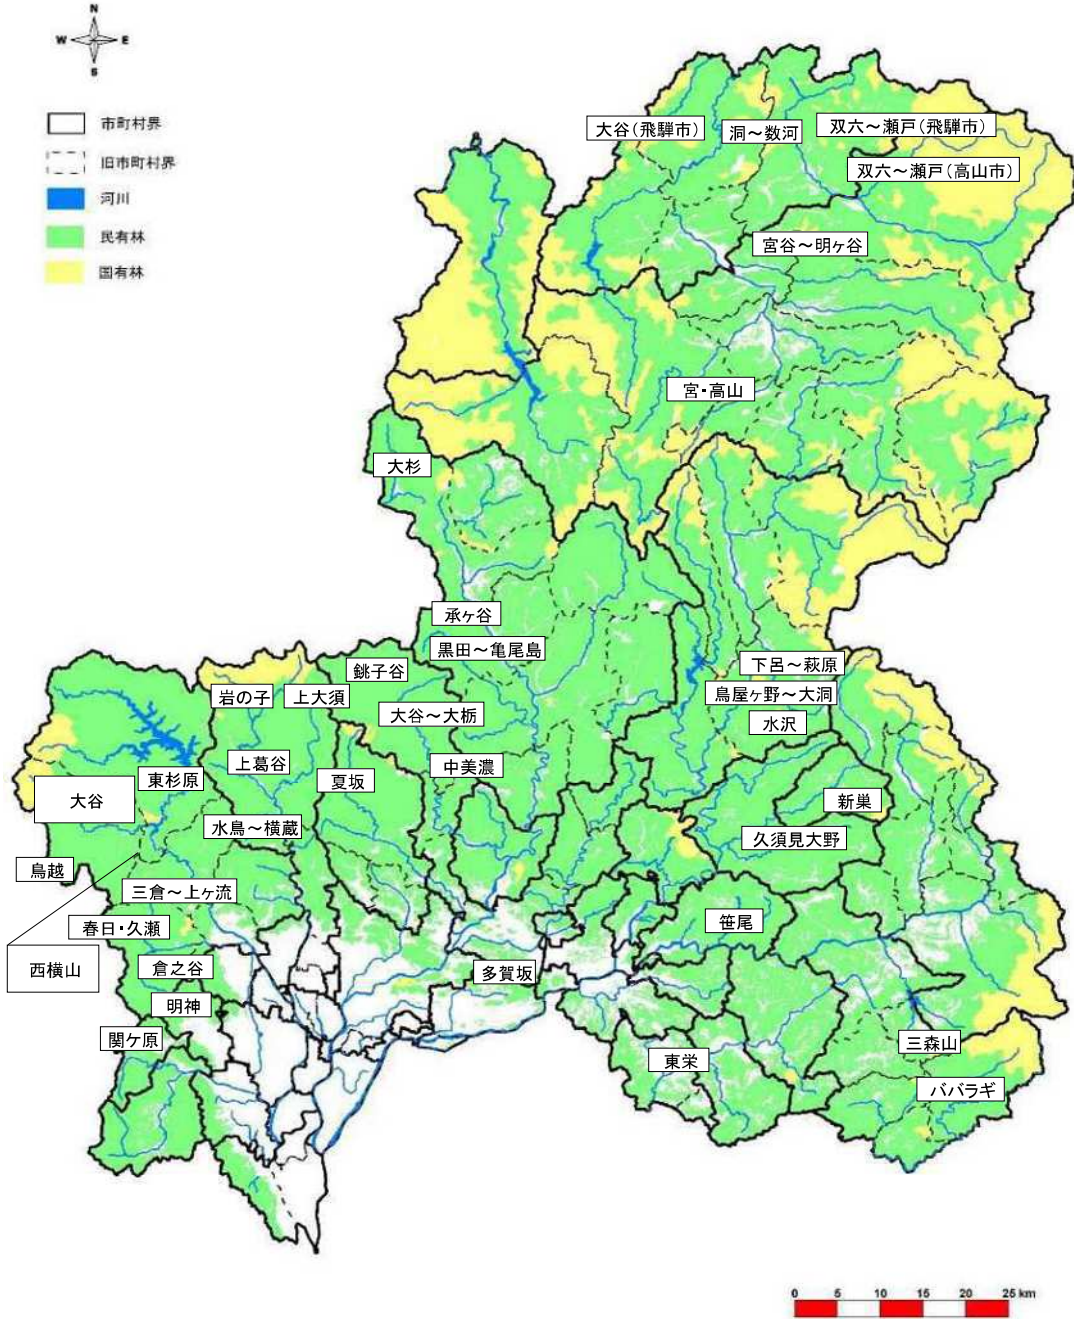 N
W
E
S
市町村界
旧市町村界
河川
民有林
国有林
大谷(飛騨市)
洞～数河
双六～瀬戸(飛騨市)
双六～瀬戸(高山市)
宮谷～明ヶ谷
宮・高山
大杉
承ヶ谷
黒田～亀尾島
下呂～萩原
銚子谷
岩の子
上大須
鳥屋ヶ野～大洞
大谷～大栃
水沢
上葛谷
中美濃
東杉原
夏坂
大谷
新巣
水鳥～横蔵
久須見大野
鳥越
三倉～上ヶ流
春日・久瀬
笹尾
西横山
倉之谷
多賀坂
明神
関ケ原
三森山
東栄
ババラギ
0 5 10 15 20 25 km